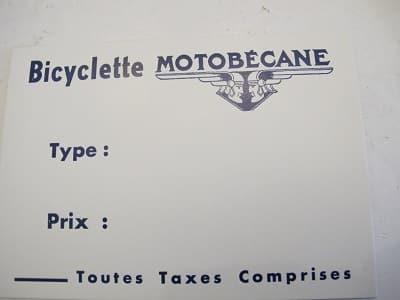 Bicyclette MOTOBÉCANE
Type :
Prix :
Toutes Taxes Comprises